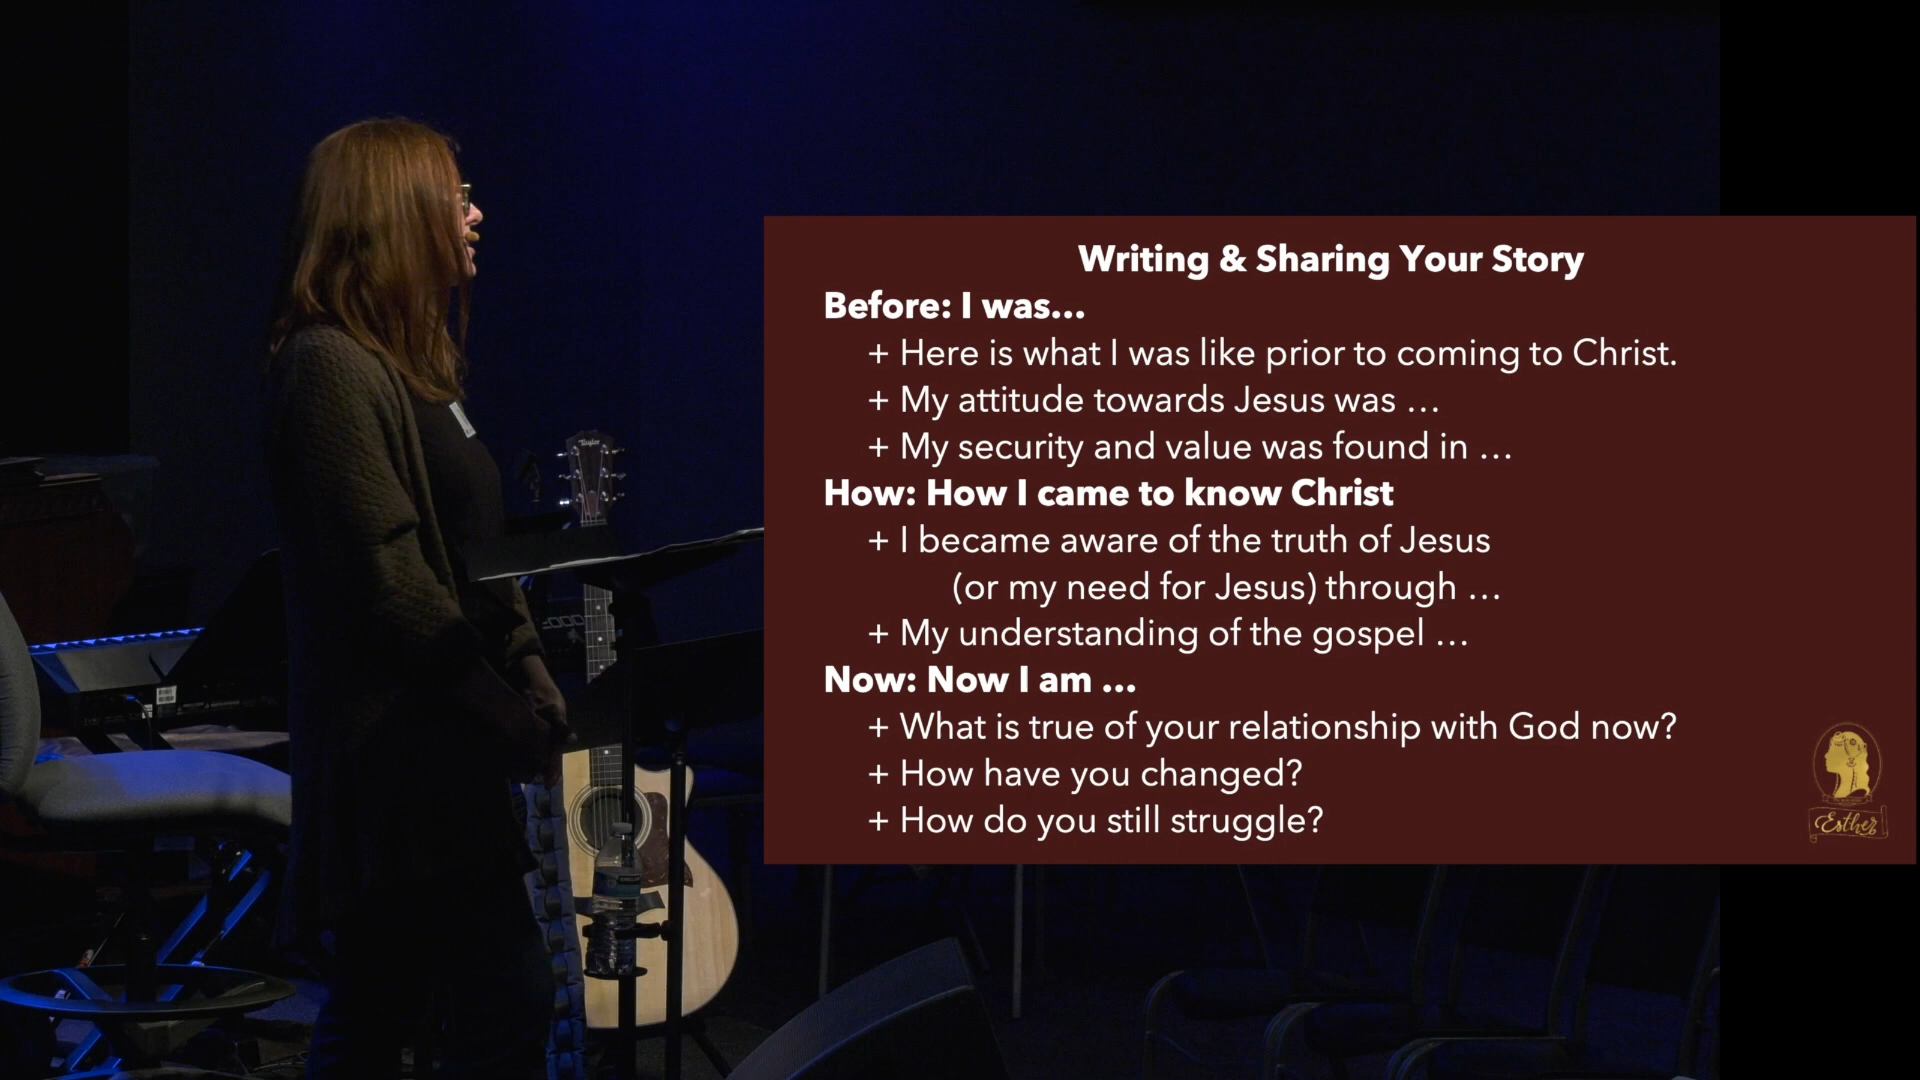 Writing & Sharing Your Story
Before: I was...
+ Here is what I was like prior to coming to Christ.
+ My attitude towards Jesus was …
+ My security and value was found in …
How: How I came to know Christ
+ I became aware of the truth of Jesus
(or my need for Jesus) through …
+ My understanding of the gospel …
Now: Now I am ...
+ What is true of your relationship with God now?
+ How have you changed?
+ How do you still struggle?
Esther
Taylor